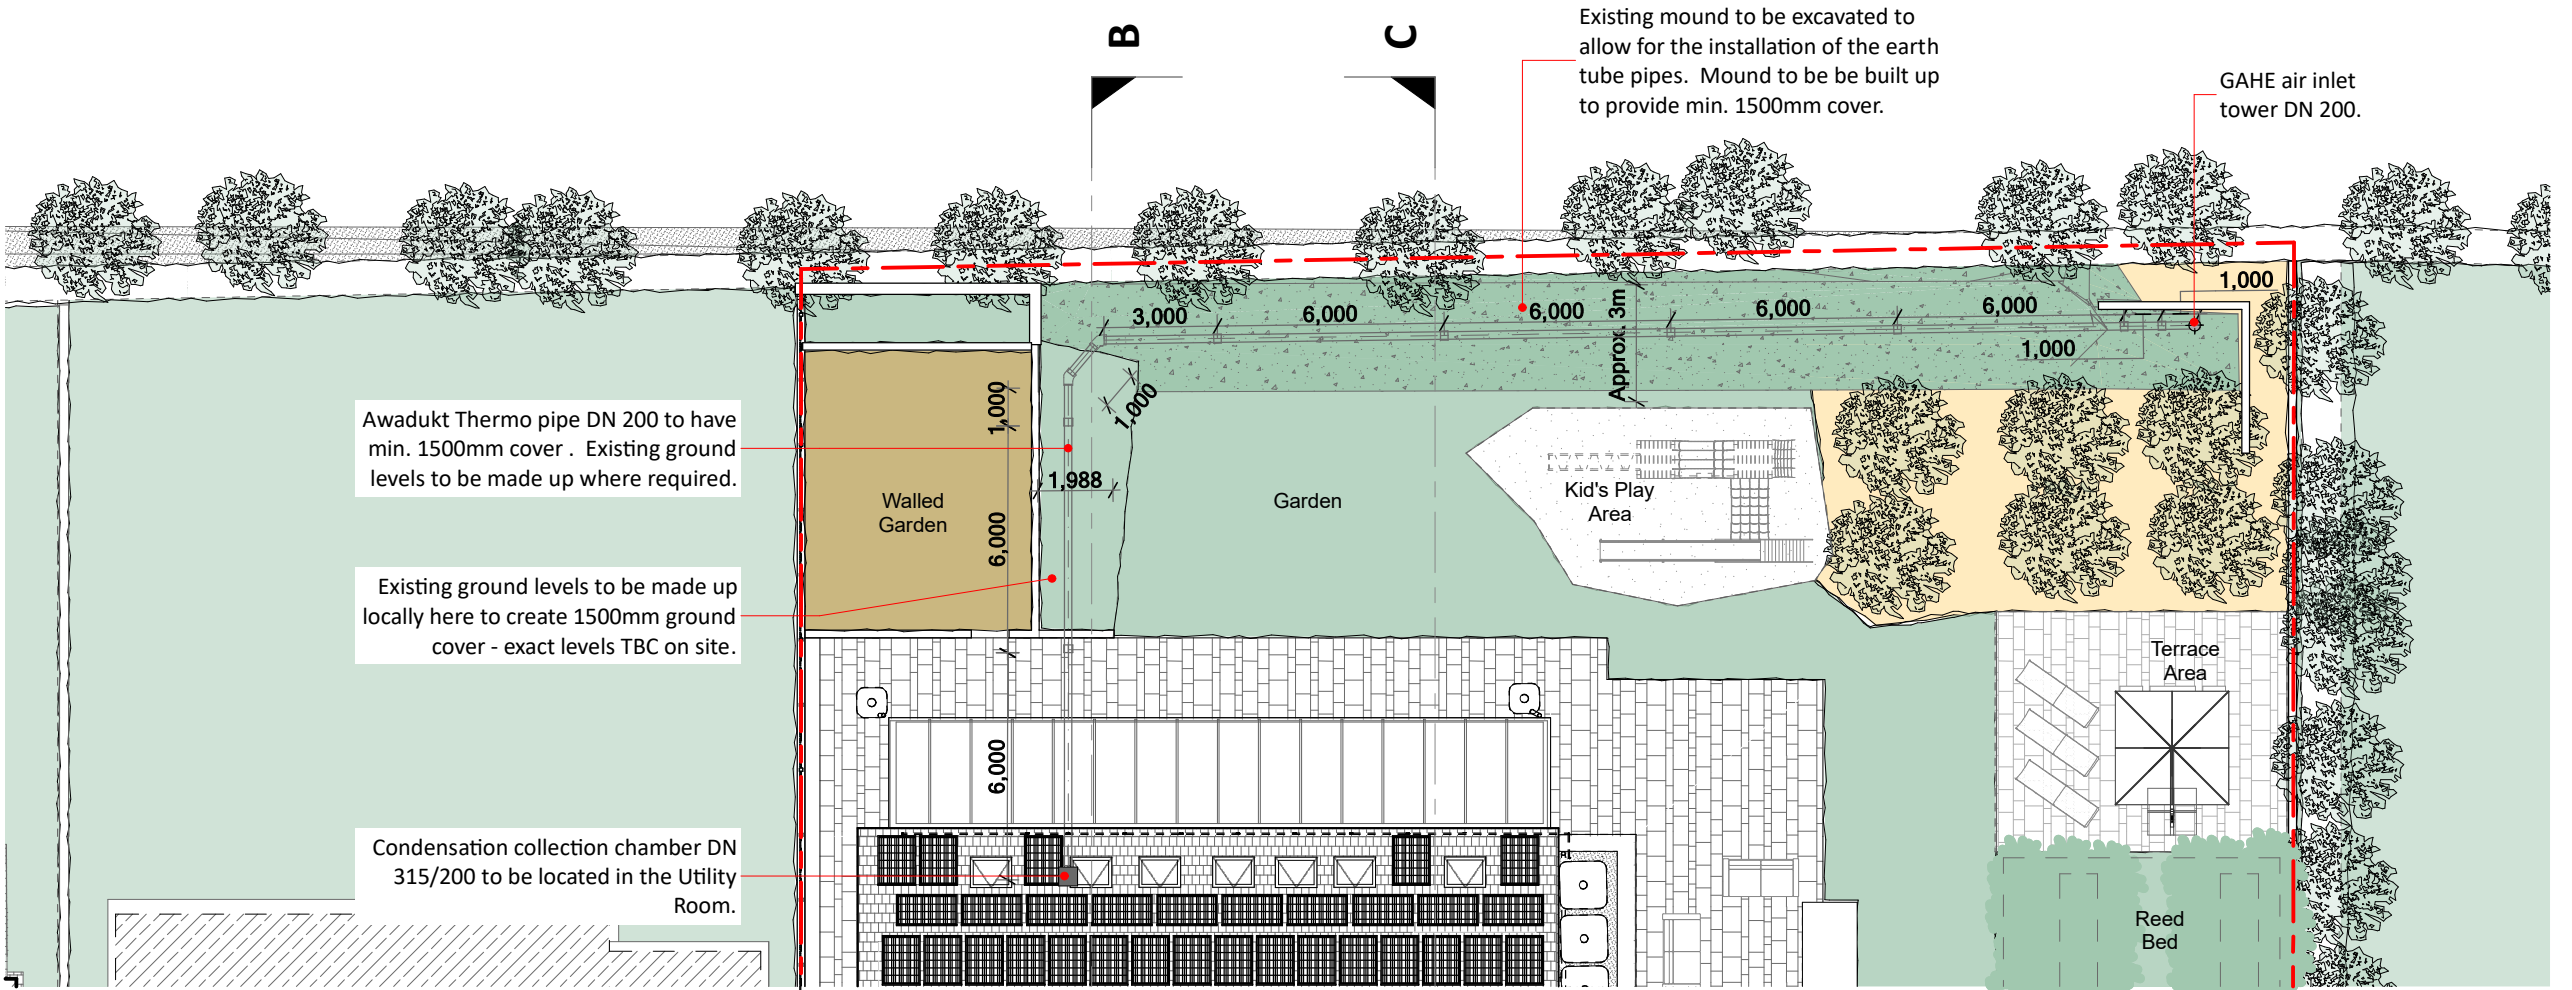 B
C
Existing mound to be excavated to
allow for the installation of the earth
tube pipes. Mound to be be built up
to provide min. 1500mm cover.
GAHE air inlet
tower DN 200.
3,000
6,000
6,000
6,000
6,000
1,000
1,000
Approx. 3m
1,000
1,000
1,988
6,000
6,000
Awadukt Thermo pipe DN 200 to have
min. 1500mm cover . Existing ground
levels to be made up where required.
Walled
Garden
Garden
Kid's Play
Area
Existing ground levels to be made up
locally here to create 1500mm ground
cover - exact levels TBC on site.
Terrace
Area
Condensation collection chamber DN
315/200 to be located in the Utility
Room.
Reed
Bed